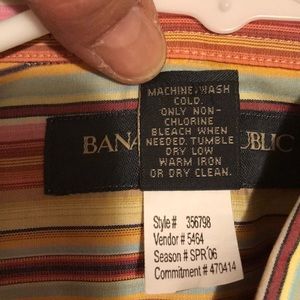 MACHINE WASH
COLD.
ONLY NON-
CHLORINE
BLEACH WHEN
NEEDED. TUMBLE
DRY LOW
WARM IRON
OR DRY CLEAN.
BANA UBLIC
Style # 356798
Vendor # 5464
Season # SPR'06
Commitment # 470414